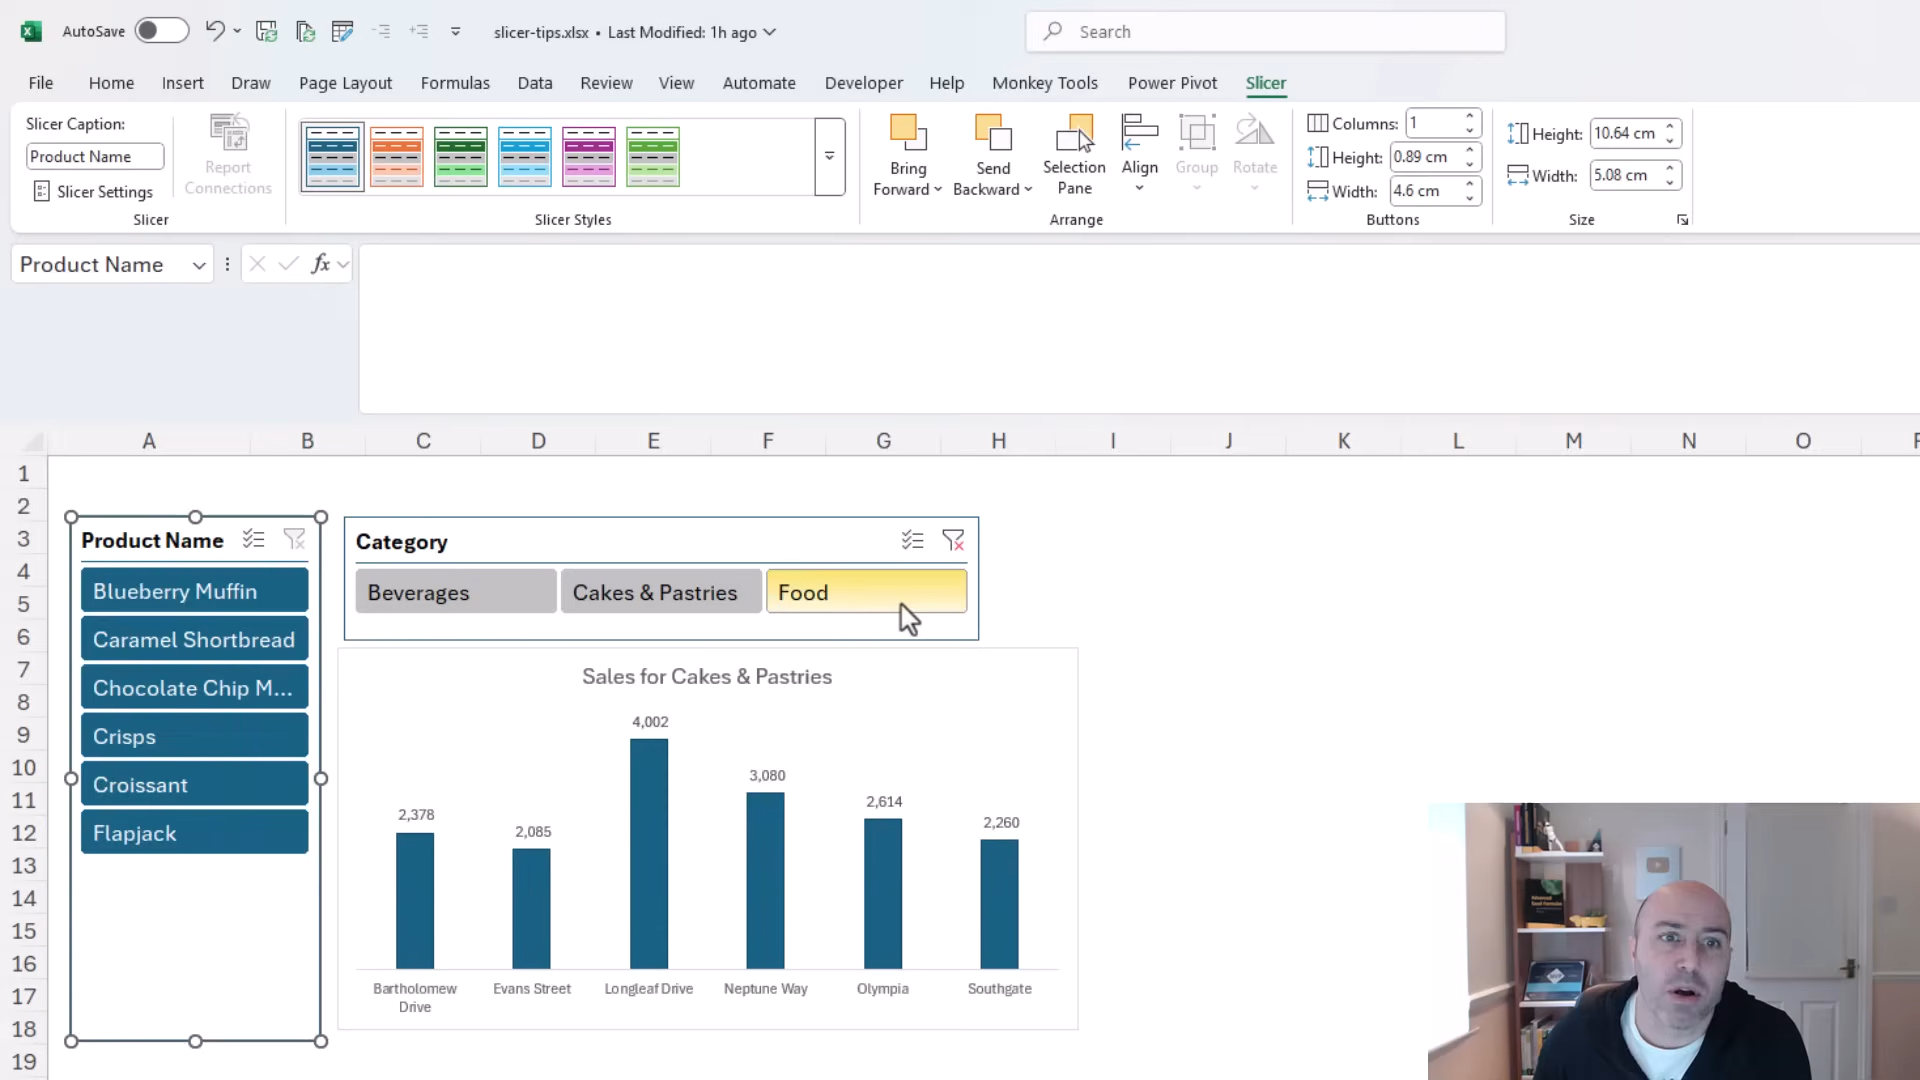 AutoSave
slicer-tips.xlsx • Last Modified: 1h ago
Search
File Home Insert Draw Page Layout Formulas Data Review View Automate Developer Help Monkey Tools Power Pivot Slicer
Slicer Caption:
Product Name
Slicer Settings
Slicer
Report Connections
Slicer Styles
Bring Forward
Send Backward
Selection Pane
Align
Group
Rotate
Arrange
Columns: 1
Height: 0.89 cm
Width: 4.6 cm
Buttons
Height: 10.64 cm
Width: 5.08 cm
Size
Product Name
fx
A B C D E F G H I J K L M N O
1
2
3
4
5
6
7
8
9
10
11
12
13
14
15
16
17
18
19
Product Name
Blueberry Muffin
Caramel Shortbread
Chocolate Chip M...
Crisps
Croissant
Flapjack
Category
Beverages Cakes & Pastries Food
Sales for Cakes & Pastries
2,378
2,085
4,002
3,080
2,614
2,260
Bartholomew Drive
Evans Street
Longleaf Drive
Neptune Way
Olympia
Southgate